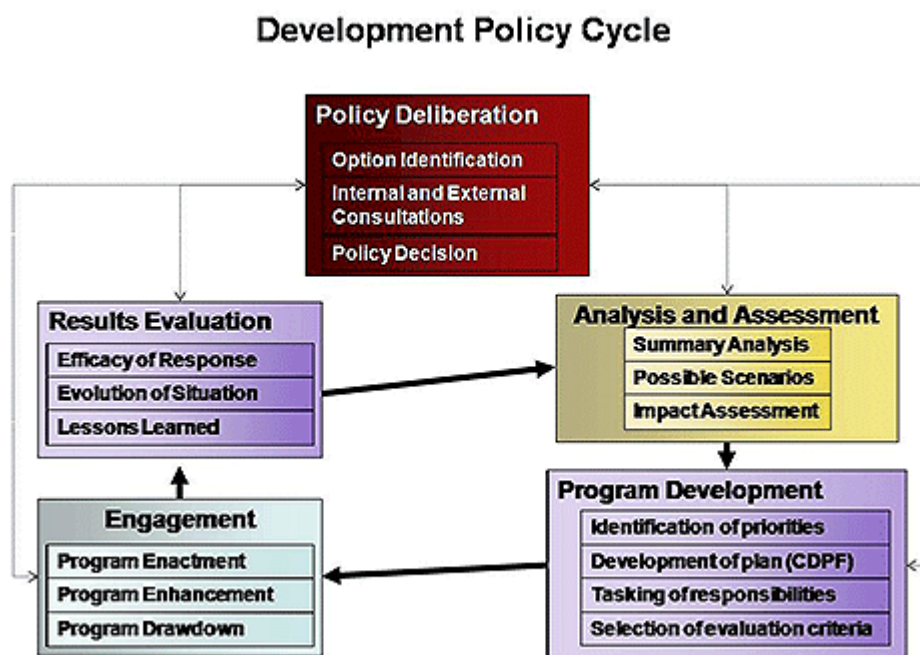 Development Policy Cycle
Policy Deliberation
Option Identification
Internal and External
Consultations
Policy Decision
Results Evaluation
Efficacy of Response
Evolution of Situation
Lessons Learned
Analysis and Assessment
Summary Analysis
Possible Scenarios
Impact Assessment
Engagement
Program Enactment
Program Enhancement
Program Drawdown
Program Development
Identification of priorities
Development of plan (CDPF)
Tasking of responsibilities
Selection of evaluation criteria